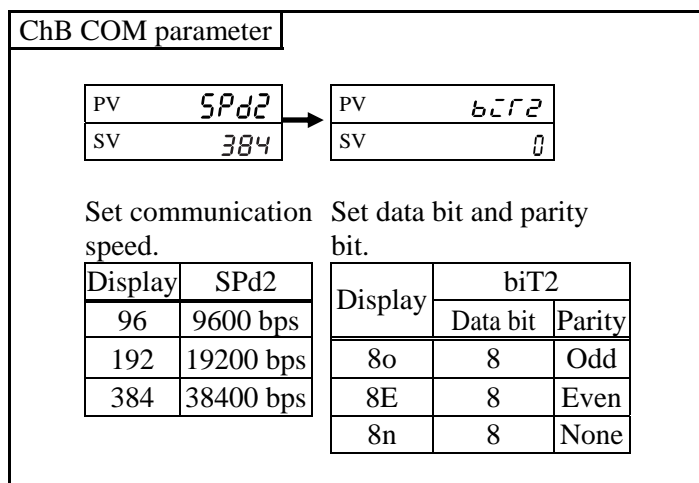 ChB COM parameter
PV SPd2
SV 384
PV biT2
SV 0
Set communication speed.
Display SPd2
96 9600 bps
192 19200 bps
384 38400 bps
Set data bit and parity bit.
Display biT2
Data bit Parity
8o 8 Odd
8E 8 Even
8n 8 None